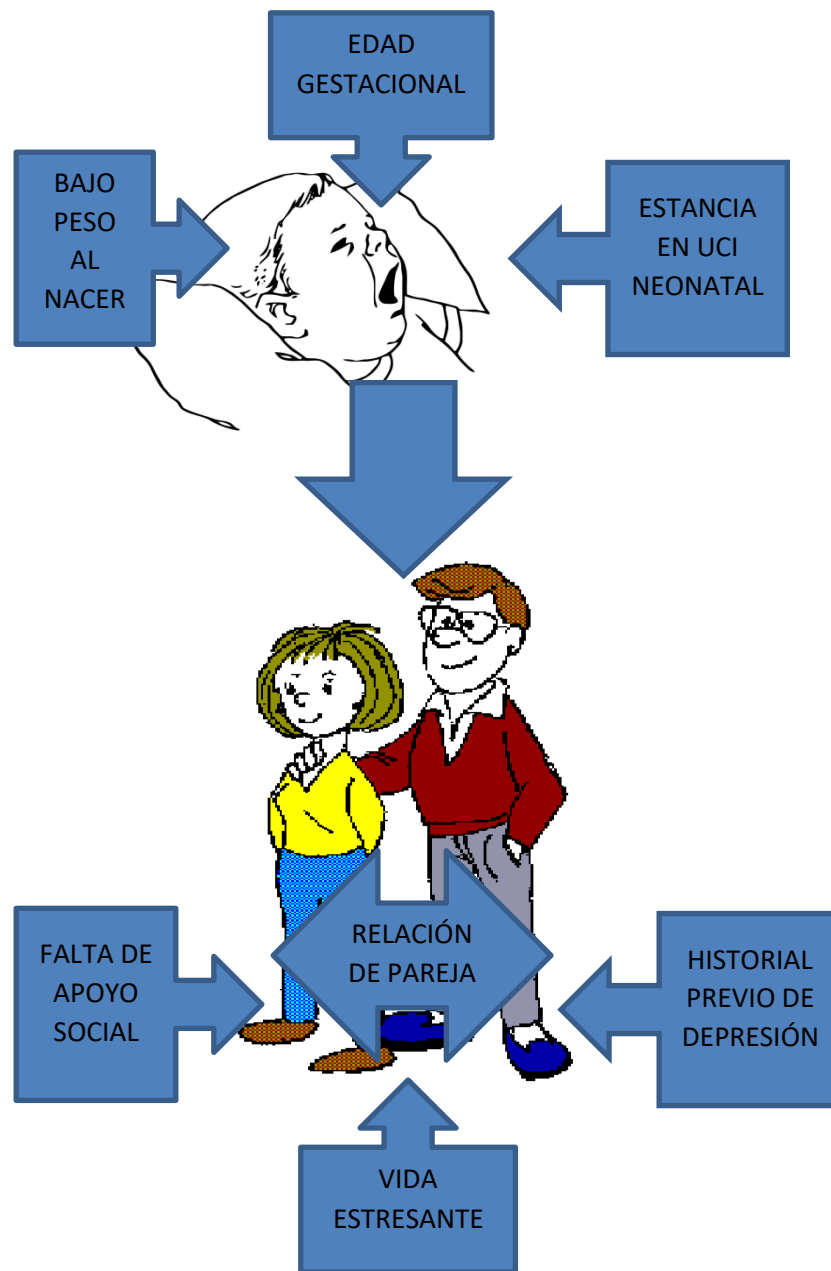 EDAD
GESTACIONAL
BAJO
PESO
AL
NACER
ESTANCIA
EN UCI
NEONATAL
RELACIÓN
DE PAREJA
FALTA DE
APOYO
SOCIAL
HISTORIAL
PREVIO DE
DEPRESIÓN
VIDA
ESTRESANTE